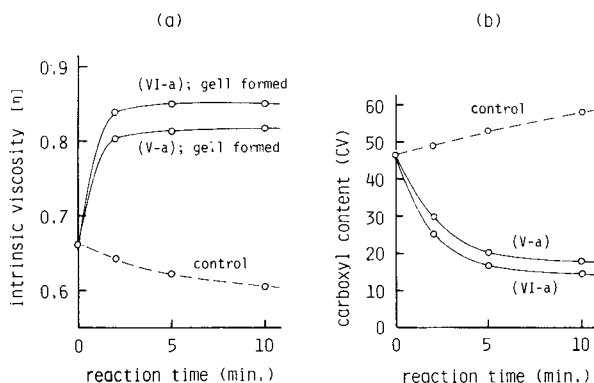 (a)
intrinsic viscosity [n]
0.9
0.8
0.7
0.6
(VI-a); gell formed
(V-a); gell formed
control
0
5
10
reaction time (min.)
(b)
carboxyl content (CV)
60
50
40
30
20
10
0
control
(V-a)
(VI-a)
0
5
10
reaction time (min.)